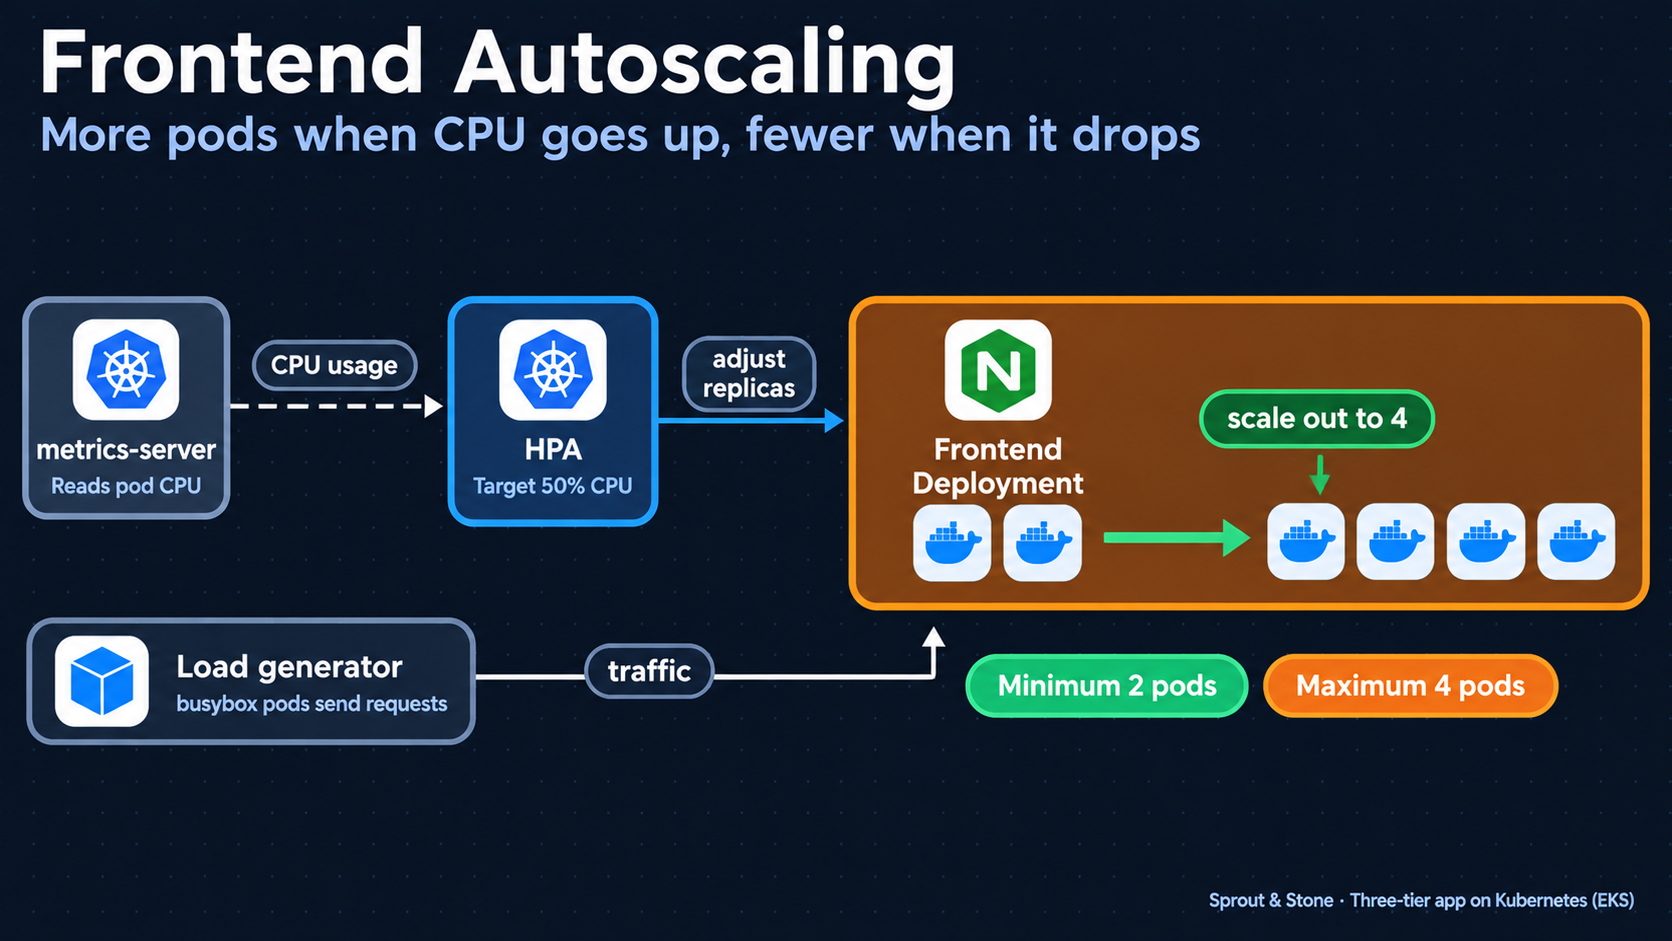 Frontend Autoscaling
More pods when CPU goes up, fewer when it drops
metrics-server
Reads pod CPU
CPU usage
HPA
Target 50% CPU
adjust
replicas
N
Frontend
Deployment
scale out to 4
Load generator
busybox pods send requests
traffic
Minimum 2 pods
Maximum 4 pods
Sprout & Stone · Three-tier app on Kubernetes (EKS)